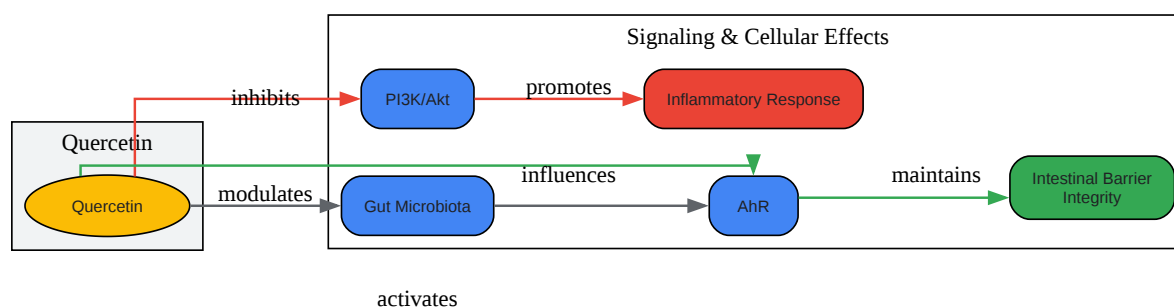 Signaling & Cellular Effects
inhibits
PI3K/Akt
promotes
Inflammatory Response
Quercetin
Quercetin
modulates
Gut Microbiota
influences
AhR
maintains
Intestinal Barrier
Integrity
activates